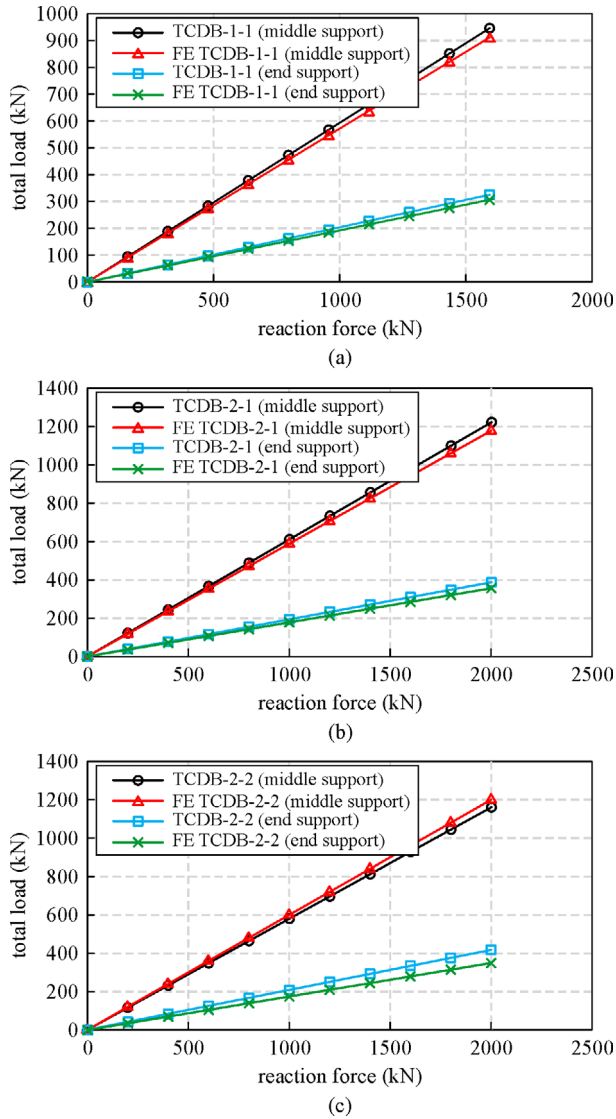 1000
900
800
700
600
500
400
300
200
100
0
total load (kN)
TCDB-1-1 (middle support)
FE TCDB-1-1 (middle support)
TCDB-1-1 (end support)
FE TCDB-1-1 (end support)
0 500 1000 1500 2000
reaction force (kN)
(a)
1400
1200
1000
800
600
400
200
0
total load (kN)
TCDB-2-1 (middle support)
FE TCDB-2-1 (middle support)
TCDB-2-1 (end support)
FE TCDB-2-1 (end support)
0 500 1000 1500 2000 2500
reaction force (kN)
(b)
1400
1200
1000
800
600
400
200
0
total load (kN)
TCDB-2-2 (middle support)
FE TCDB-2-2 (middle support)
TCDB-2-2 (end support)
FE TCDB-2-2 (end support)
0 500 1000 1500 2000 2500
reaction force (kN)
(c)